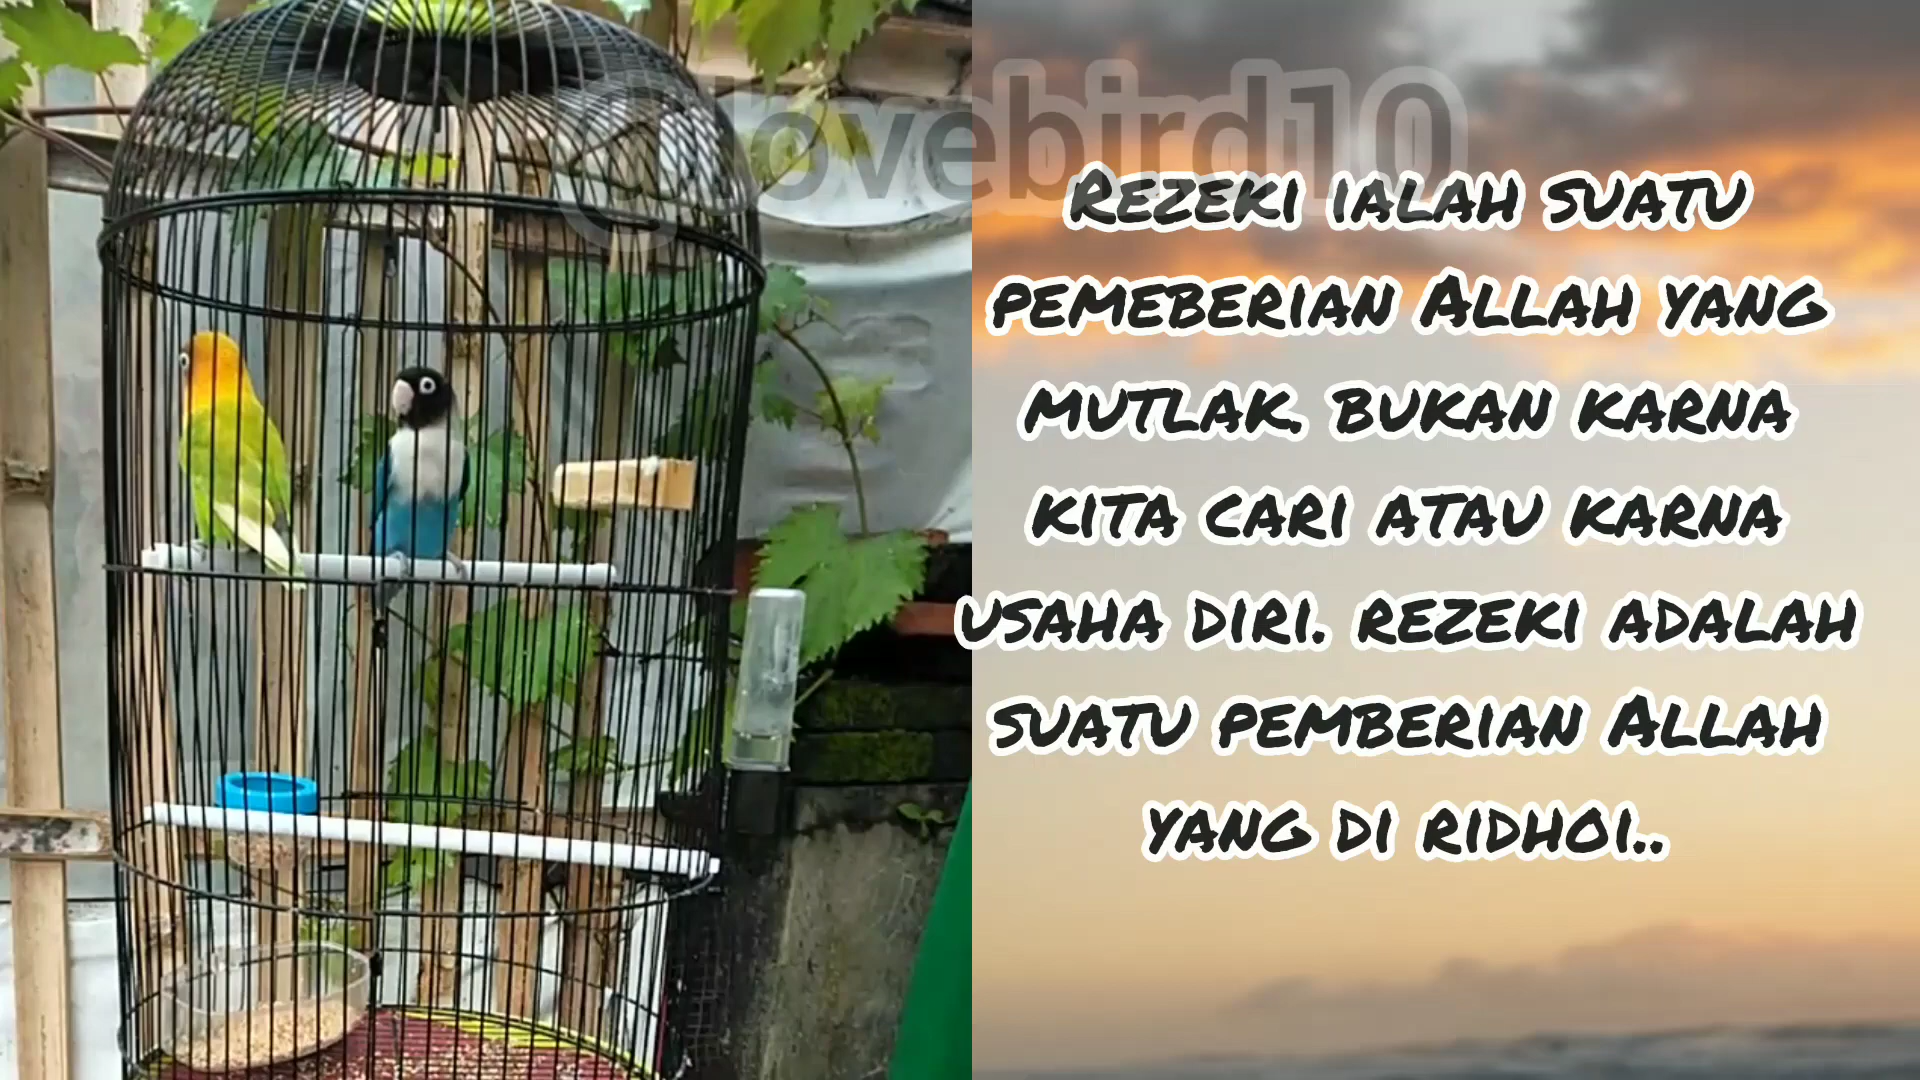 @lovebird10
Rezeki ialah suatu
pemeberian Allah yang
mutlak. bukan karna
kita cari atau karna
usaha diri. rezeki adalah
suatu pemberian Allah
yang di ridhoi..